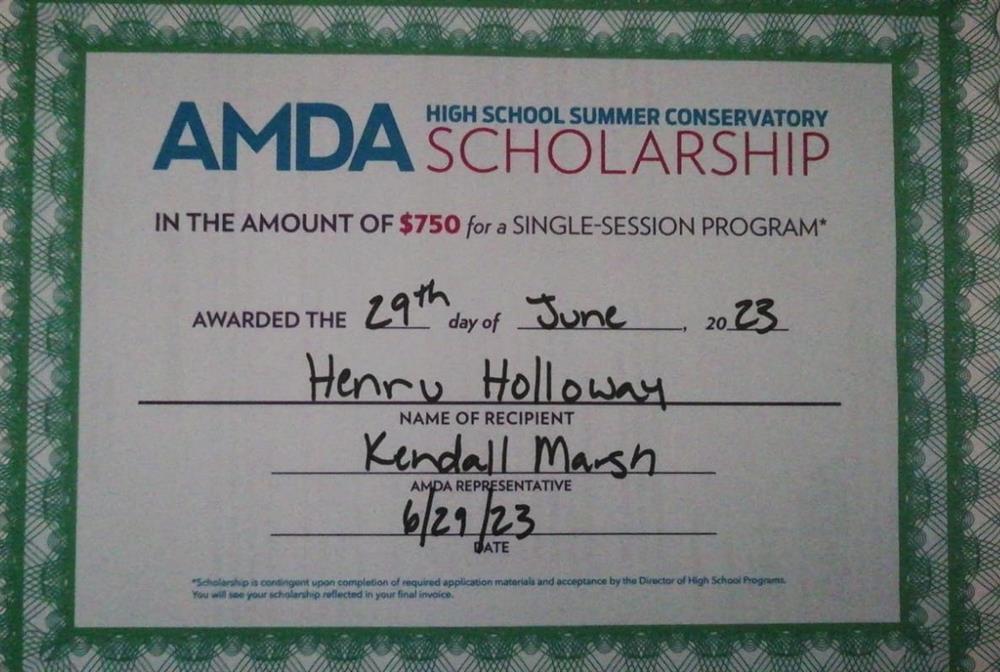 AMDA HIGH SCHOOL SUMMER CONSERVATORY
SCHOLARSHIP
IN THE AMOUNT OF $750 for a SINGLE-SESSION PROGRAM*
AWARDED THE 29th day of June, 2023
Henru Holloway
NAME OF RECIPIENT
Kendall Marsh
AMDA REPRESENTATIVE
6/29/23
DATE
*Scholarship is contingent upon completion of required application materials and acceptance by the Director of High School Programs.
You will see your scholarship reflected in your final invoice.